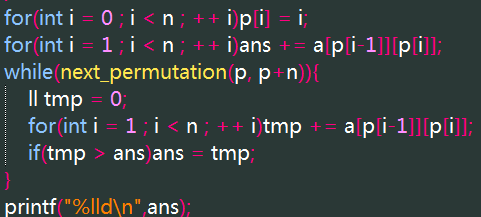 for(int i = 0 ; i < n ; ++ i)p[i] = i;
for(int i = 1 ; i < n ; ++ i)ans += a[p[i-1]][p[i]];
while(next_permutation(p, p+n)){
ll tmp = 0;
for(int i = 1 ; i < n ; ++ i)tmp += a[p[i-1]][p[i]];
if(tmp > ans)ans = tmp;
}
printf("%lld\n",ans);